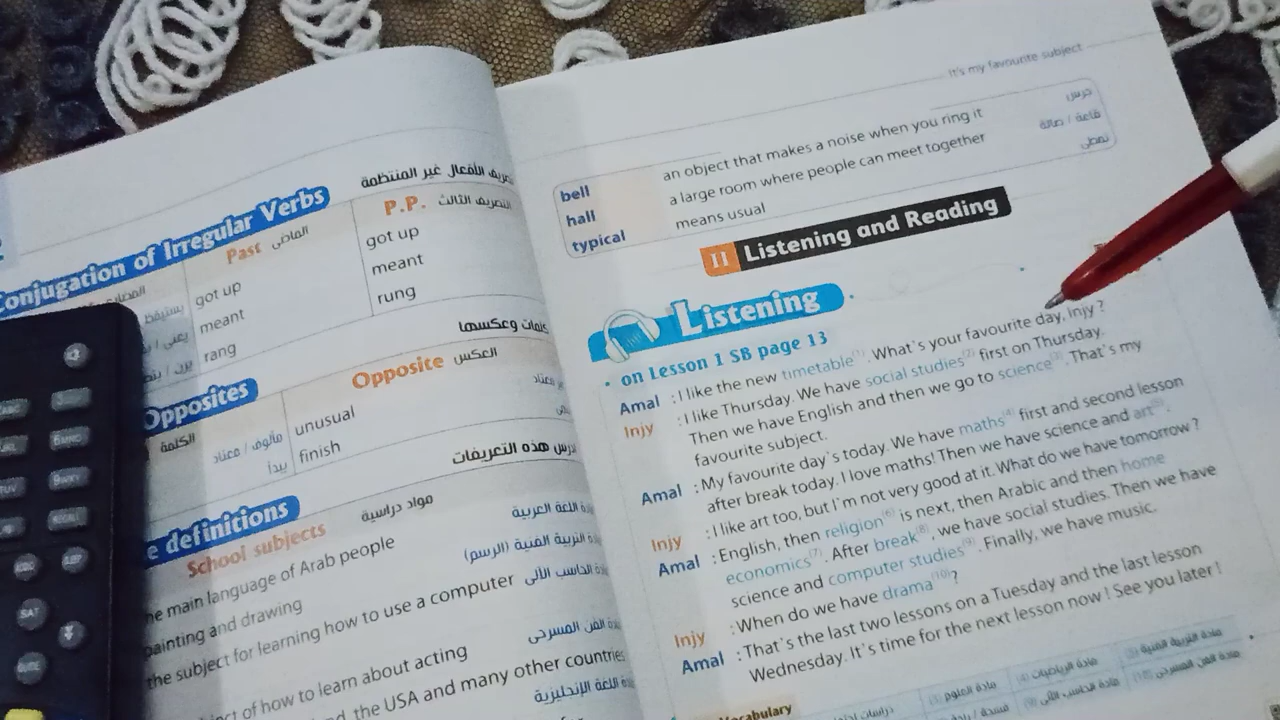 تصريف الأفعال غير المنتظمة
Conjugation of Irregular Verbs
Past الماضى
P.P. التصريف الثالث
يستيقظ got up got up
meant meant
rang rung
كلمات وعكسها
Opposites
الكلمة
Opposite العكس
مألوف / معتاد unusual
يبدأ finish
definitions
ادرس هذه التعريفات
School subjects مواد دراسية
main language of Arab people اللغة العربية
painting and drawing مادة التربية الفنية (الرسم)
the subject for learning how to use a computer مادة الحاسب الآلى
of how to learn about acting مادة الفن المسرحى
the USA and many other countries اللغة الإنجليزية
It's my favourite subject
bell an object that makes a noise when you ring it جرس
hall a large room where people can meet together قاعة / صالة
typical means usual نمطى
II Listening and Reading
Listening
• on Lesson 1 SB page 13
Amal : I like the new timetable(1). What's your favourite day, Injy ?
Injy : I like Thursday. We have social studies(2) first on Thursday.
Then we have English and then we go to science(3). That's my
favourite subject.
Amal : My favourite day's today. We have maths(4) first and second lesson
after break today. I love maths! Then we have science and art(5).
Injy : I like art too, but I'm not very good at it. What do we have tomorrow ?
Amal : English, then religion(6) is next, then Arabic and then home
economics(7). After break(8), we have social studies. Then we have
science and computer studies(9). Finally, we have music.
Injy : When do we have drama(10)?
Amal : That's the last two lessons on a Tuesday and the last lesson
Wednesday. It's time for the next lesson now ! See you later !
Vocabulary
مادة العلوم (3) مادة الرياضيات (4) مادة التربية الفنية (5)
مادة الحاسب الآلى (9) مادة الفن المسرحى (10)